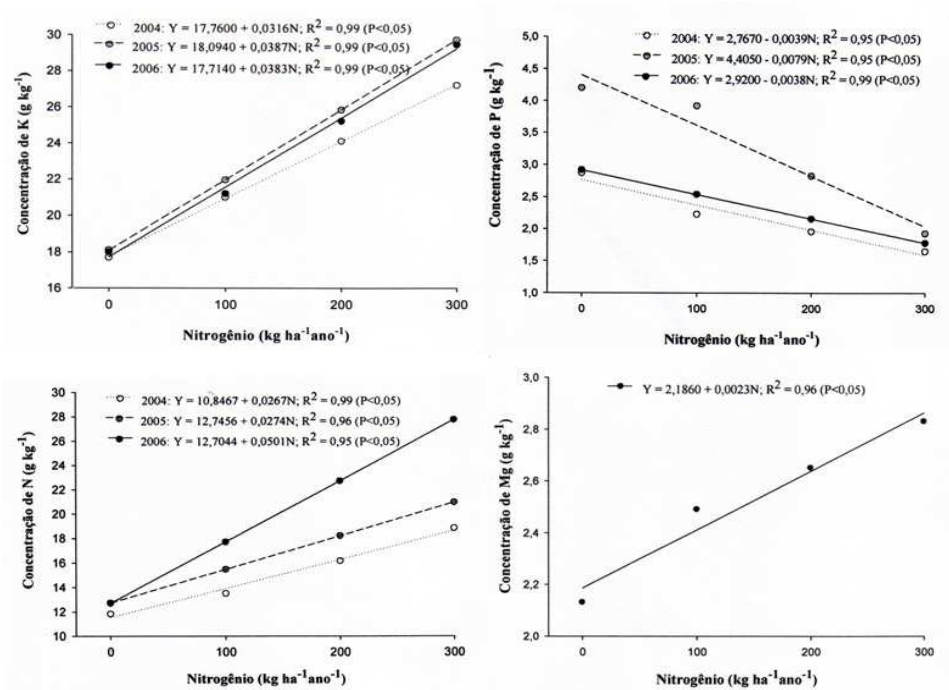 2004: Y = 17,7600 + 0,0316N; R² = 0,99 (P<0,05)
2005: Y = 18,0940 + 0,0387N; R² = 0,99 (P<0,05)
2006: Y = 17,7140 + 0,0383N; R² = 0,99 (P<0,05)
Concentração de K (g kg⁻¹)
30
28
26
24
22
20
18
16
0 100 200 300
Nitrogênio (kg ha⁻¹ano⁻¹)
2004: Y = 2,7670 - 0,0039N; R² = 0,95 (P<0,05)
2005: Y = 4,4050 - 0,0079N; R² = 0,95 (P<0,05)
2006: Y = 2,9200 - 0,0038N; R² = 0,99 (P<0,05)
Concentração de P (g kg⁻¹)
5,0
4,5
4,0
3,5
3,0
2,5
2,0
1,5
1,0
0 100 200 300
Nitrogênio (kg ha⁻¹ano⁻¹)
2004: Y = 10,8467 + 0,0267N; R² = 0,99 (P<0,05)
2005: Y = 12,7456 + 0,0274N; R² = 0,96 (P<0,05)
2006: Y = 12,7044 + 0,0501N; R² = 0,95 (P<0,05)
Concentração de N (g kg⁻¹)
30
28
26
24
22
20
18
16
14
12
10
0 100 200 300
Nitrogênio (kg ha⁻¹ano⁻¹)
Y = 2,1860 + 0,0023N; R² = 0,96 (P<0,05)
Concentração de Mg (g kg⁻¹)
3,0
2,8
2,6
2,4
2,2
2,0
0 100 200 300
Nitrogênio (kg ha⁻¹ano⁻¹)